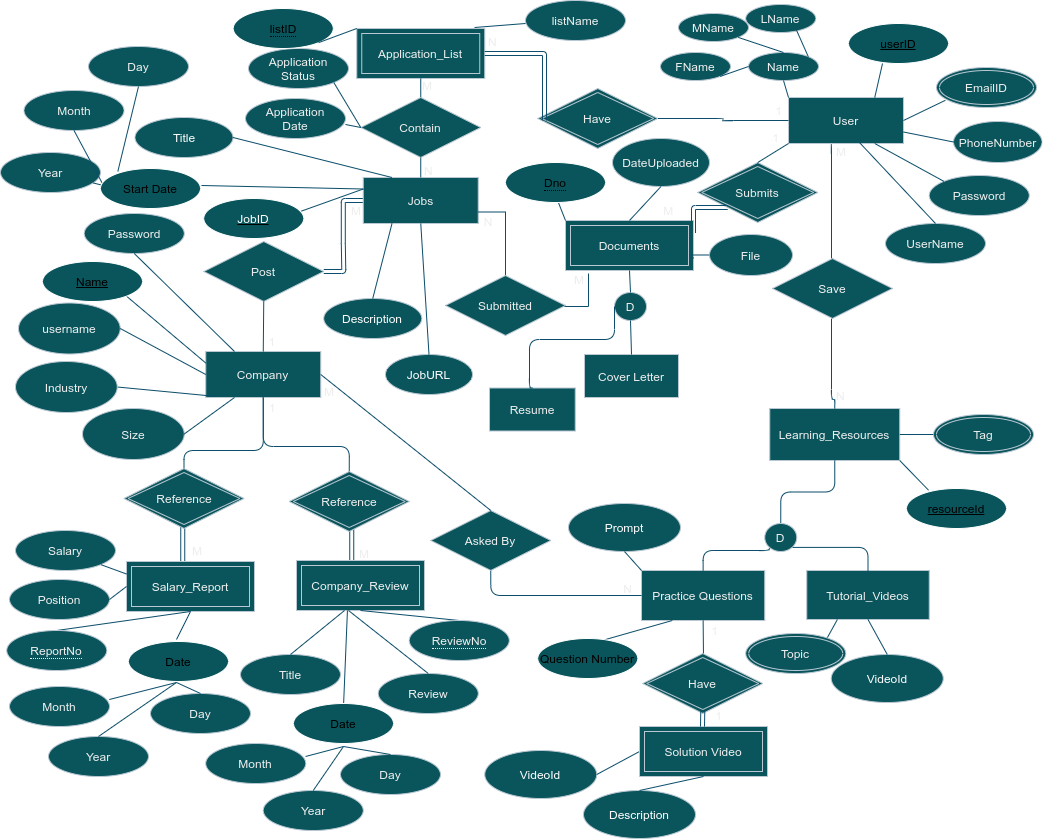 listID
listName
Application_List
N
MName
LName
userID
Day
Application
Status
FName
Name
EmailID
M
Month
Application
Date
Title
Contain
Have
1
User
PhoneNumber
1
M
Year
Start Date
N
DateUploaded
Dno
Submits
Password
Jobs
JobID
M
N
M
Password
Documents
File
UserName
Post
Name
M
Submitted
Save
D
Description
username
1
Company
JobURL
Cover Letter
Industry
M
N
1
Resume
Size
Learning_Resources
Tag
Reference
Reference
resourceId
Prompt
D
Asked By
Salary
M
M
Salary_Report
Company_Review
N
Practice Questions
Tutorial_Videos
Position
ReportNo
ReviewNo
1
Date
Question Number
Topic
Title
Review
Have
VideoId
Month
Day
Date
1
Year
Month
Day
Solution Video
VideoId
Year
Description